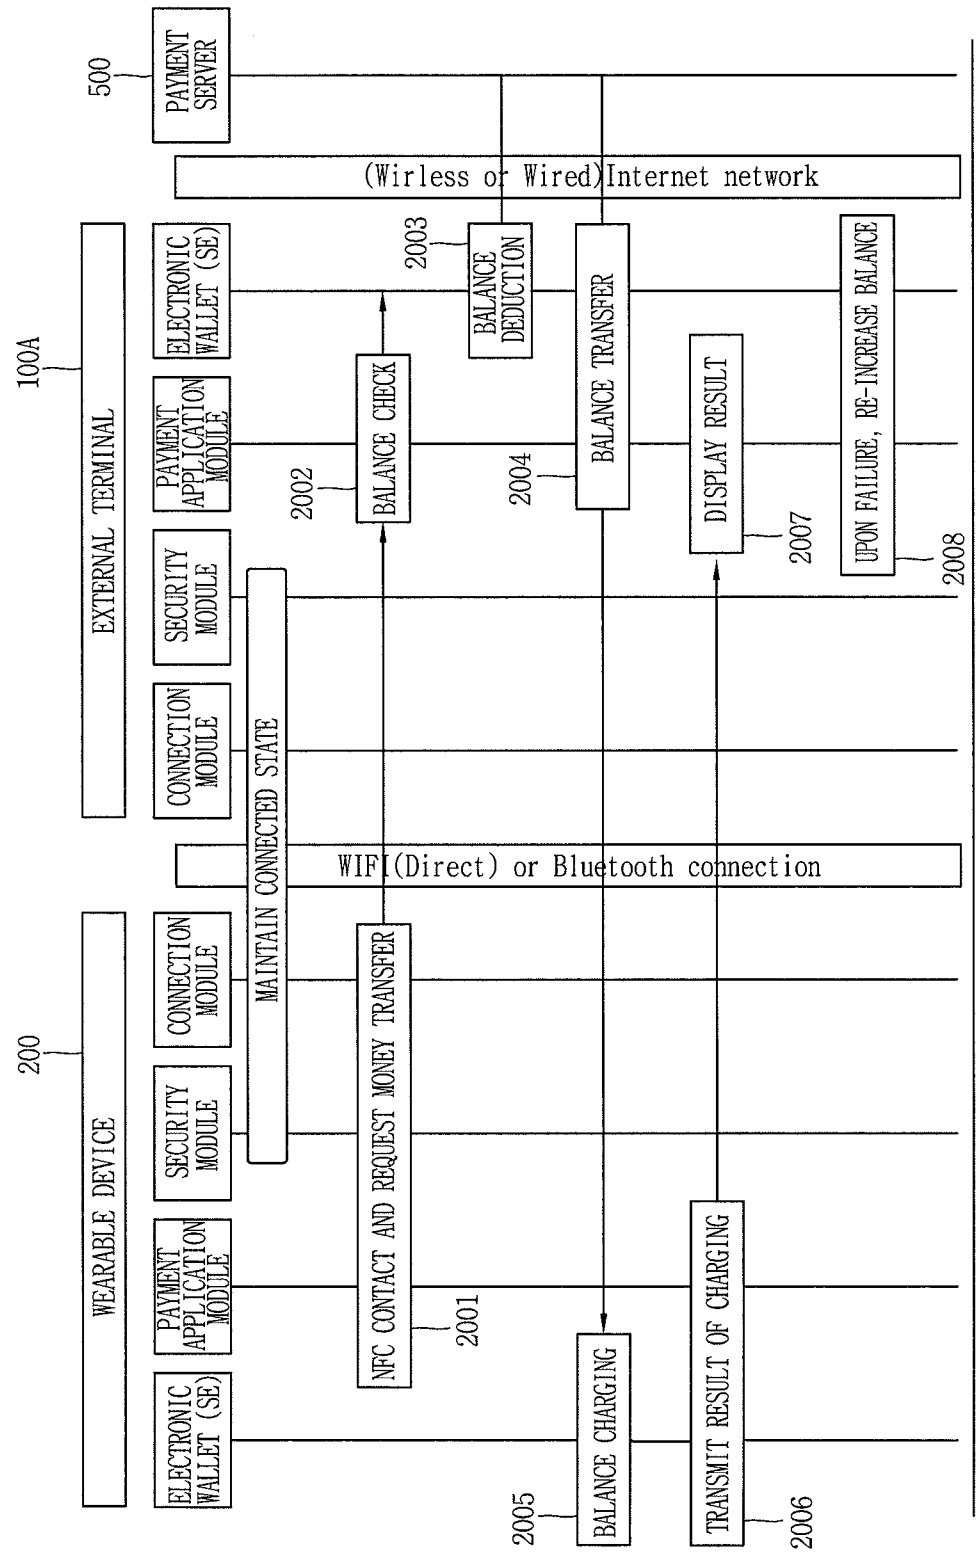 200
100A
500
WEARABLE DEVICE
EXTERNAL TERMINAL
PAYMENT
SERVER
ELECTRONIC
WALLET (SE)
PAYMENT
APPLICATION
MODULE
SECURITY
MODULE
CONNECTION
MODULE
CONNECTION
MODULE
SECURITY
MODULE
PAYMENT
APPLICATION
MODULE
ELECTRONIC
WALLET (SE)
MAINTAIN CONNECTED STATE
WIFI(Direct) or Bluetooth connection
(Wirless or Wired)Internet network
NFC CONTACT AND REQUEST MONEY TRANSFER
2001
BALANCE CHECK
2002
BALANCE
DEDUCTION
2003
BALANCE TRANSFER
2004
BALANCE CHARGING
2005
TRANSMIT RESULT OF CHARGING
2006
DISPLAY RESULT
2007
UPON FAILURE, RE-INCREASE BALANCE
2008